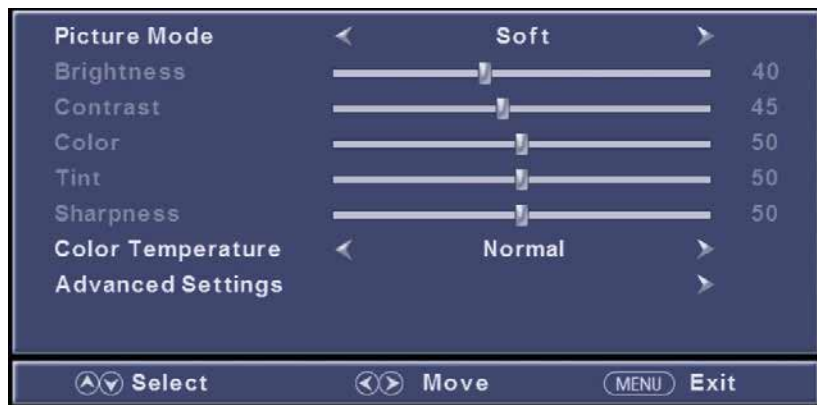 Picture Mode Soft
Brightness 40
Contrast 45
Color 50
Tint 50
Sharpness 50
Color Temperature Normal
Advanced Settings
Select Move MENU Exit